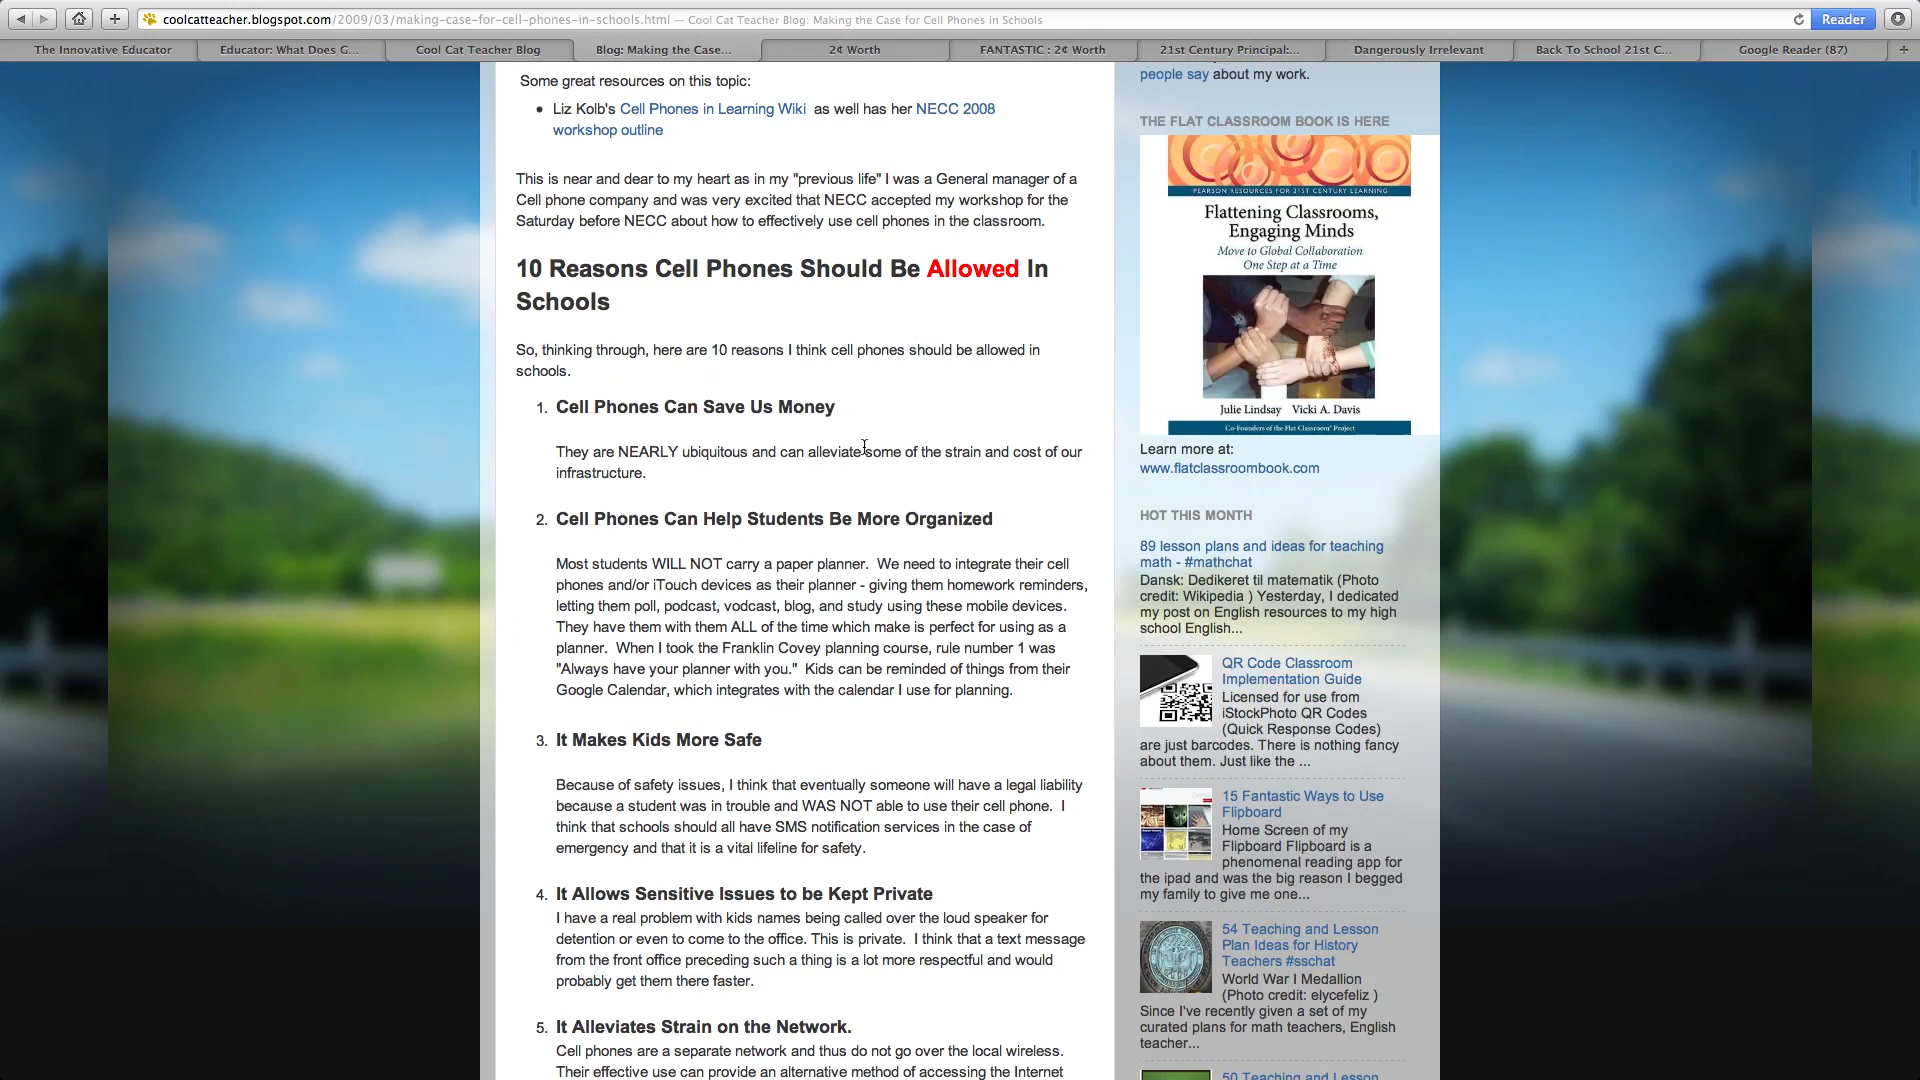 coolcatteacher.blogspot.com/2009/03/making-case-for-cell-phones-in-schools.html — Cool Cat Teacher Blog: Making the Case for Cell Phones in Schools
Reader
The Innovative Educator
Educator: What Does G...
Cool Cat Teacher Blog
Blog: Making the Case...
2¢ Worth
FANTASTIC : 2¢ Worth
21st Century Principal:...
Dangerously Irrelevant
Back To School 21st C...
Google Reader (87)
Some great resources on this topic:
Liz Kolb's Cell Phones in Learning Wiki as well has her NECC 2008
workshop outline
This is near and dear to my heart as in my "previous life" I was a General manager of a
Cell phone company and was very excited that NECC accepted my workshop for the
Saturday before NECC about how to effectively use cell phones in the classroom.
10 Reasons Cell Phones Should Be Allowed In
Schools
So, thinking through, here are 10 reasons I think cell phones should be allowed in
schools.
1. Cell Phones Can Save Us Money
They are NEARLY ubiquitous and can alleviate some of the strain and cost of our
infrastructure.
2. Cell Phones Can Help Students Be More Organized
Most students WILL NOT carry a paper planner. We need to integrate their cell
phones and/or iTouch devices as their planner - giving them homework reminders,
letting them poll, podcast, vodcast, blog, and study using these mobile devices.
They have them with them ALL of the time which make is perfect for using as a
planner. When I took the Franklin Covey planning course, rule number 1 was
"Always have your planner with you." Kids can be reminded of things from their
Google Calendar, which integrates with the calendar I use for planning.
3. It Makes Kids More Safe
Because of safety issues, I think that eventually someone will have a legal liability
because a student was in trouble and WAS NOT able to use their cell phone. I
think that schools should all have SMS notification services in the case of
emergency and that it is a vital lifeline for safety.
4. It Allows Sensitive Issues to be Kept Private
I have a real problem with kids names being called over the loud speaker for
detention or even to come to the office. This is private. I think that a text message
from the front office preceding such a thing is a lot more respectful and would
probably get them there faster.
5. It Alleviates Strain on the Network.
Cell phones are a separate network and thus do not go over the local wireless.
Their effective use can provide an alternative method of accessing the Internet
people say about my work.
THE FLAT CLASSROOM BOOK IS HERE
PEARSON RESOURCES FOR 21ST CENTURY LEARNING
Flattening Classrooms,
Engaging Minds
Move to Global Collaboration
One Step at a Time
Julie Lindsay Vicki A. Davis
Co-Founders of the Flat Classroom® Project
Learn more at:
www.flatclassroombook.com
HOT THIS MONTH
89 lesson plans and ideas for teaching
math - #mathchat
Dansk: Dedikeret til matematik (Photo
credit: Wikipedia ) Yesterday, I dedicated
my post on English resources to my high
school English...
QR Code Classroom
Implementation Guide
Licensed for use from
iStockPhoto QR Codes
(Quick Response Codes)
are just barcodes. There is nothing fancy
about them. Just like the ...
15 Fantastic Ways to Use
Flipboard
Home Screen of my
Flipboard Flipboard is a
phenomenal reading app for
the ipad and was the big reason I begged
my family to give me one...
54 Teaching and Lesson
Plan Ideas for History
Teachers #sschat
World War I Medallion
(Photo credit: elycefeliz )
Since I've recently given a set of my
curated plans for math teachers, English
teacher...
50 Teaching and Lesson